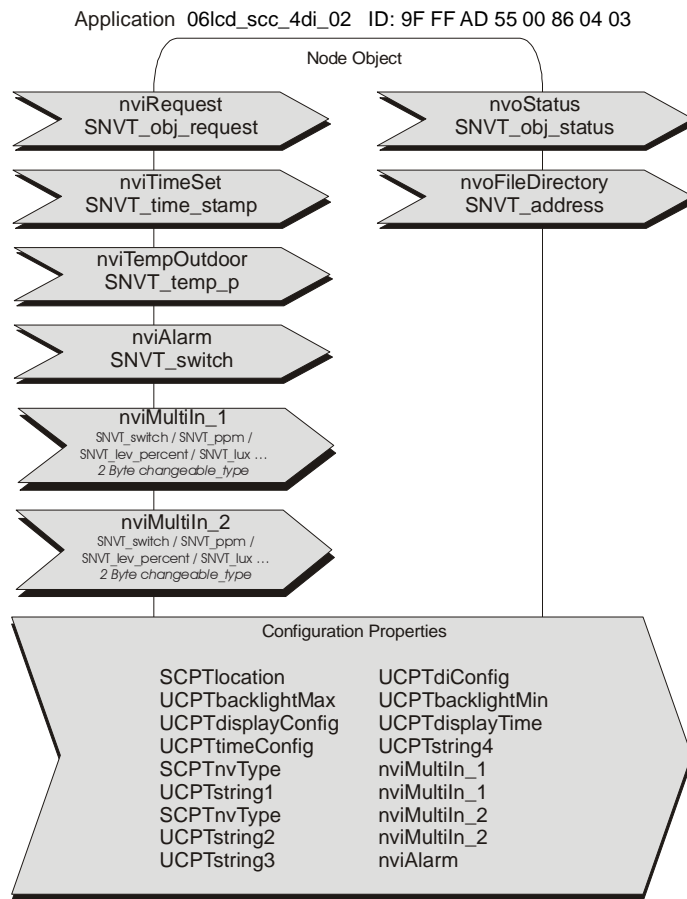 Application 06lcd_scc_4di_02 ID: 9F FF AD 55 00 86 04 03
Node Object
nviRequest
SNVT_obj_request
nvoStatus
SNVT_obj_status
nviTimeSet
SNVT_time_stamp
nvoFileDirectory
SNVT_address
nviTempOutdoor
SNVT_temp_p
nviAlarm
SNVT_switch
nviMultiIn_1
SNVT_switch / SNVT_ppm /
SNVT_lev_percent / SNVT_lux ...
2 Byte changeable_type
nviMultiIn_2
SNVT_switch / SNVT_ppm /
SNVT_lev_percent / SNVT_lux ...
2 Byte changeable_type
Configuration Properties
SCPTlocation UCPTdiConfig
UCPTbacklightMax UCPTbacklightMin
UCPTdisplayConfig UCPTdisplayTime
UCPTtimeConfig UCPTstring4
SCPTnvType nviMultiIn_1
UCPTstring1 nviMultiIn_1
SCPTnvType nviMultiIn_2
UCPTstring2 nviMultiIn_2
UCPTstring3 nviAlarm